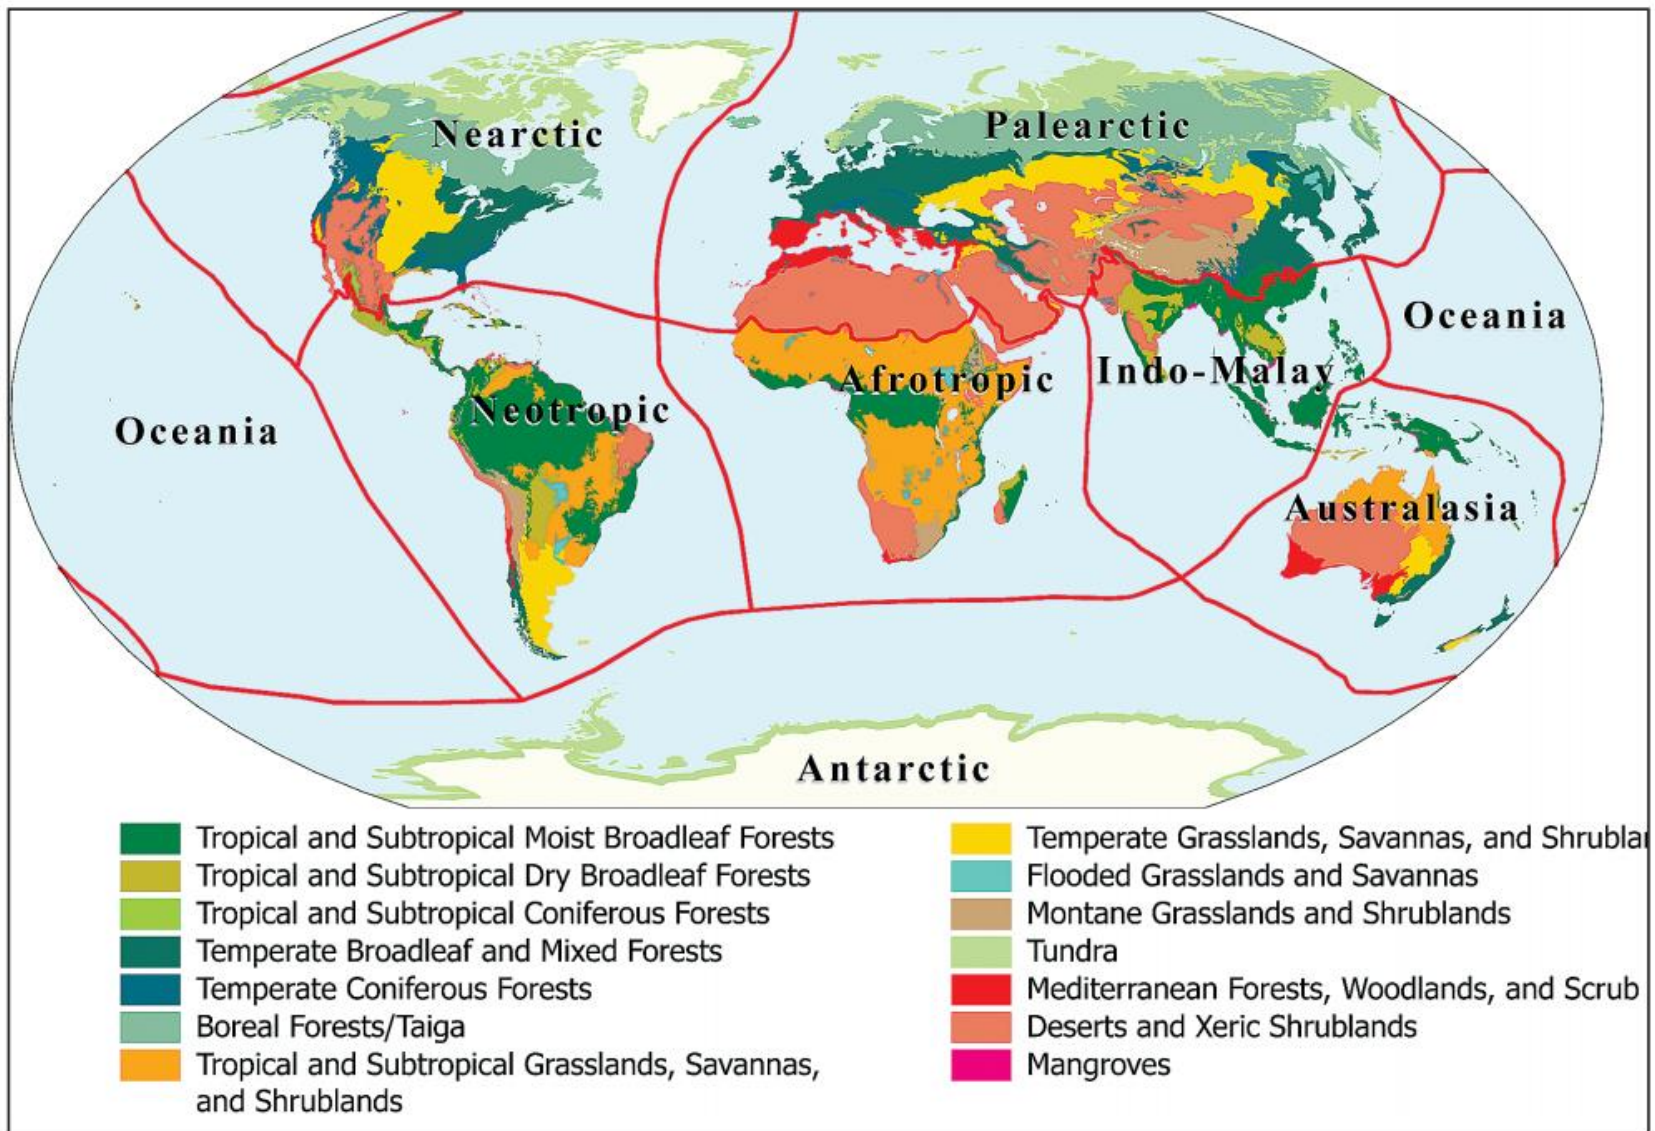 Nearctic
Palearctic
Oceania
Afrotropic
Indo-Malay
Neotropic
Oceania
Australasia
Antarctic
Tropical and Subtropical Moist Broadleaf Forests
Tropical and Subtropical Dry Broadleaf Forests
Tropical and Subtropical Coniferous Forests
Temperate Broadleaf and Mixed Forests
Temperate Coniferous Forests
Boreal Forests/Taiga
Tropical and Subtropical Grasslands, Savannas,
and Shrublands
Temperate Grasslands, Savannas, and Shrublan
Flooded Grasslands and Savannas
Montane Grasslands and Shrublands
Tundra
Mediterranean Forests, Woodlands, and Scrub
Deserts and Xeric Shrublands
Mangroves